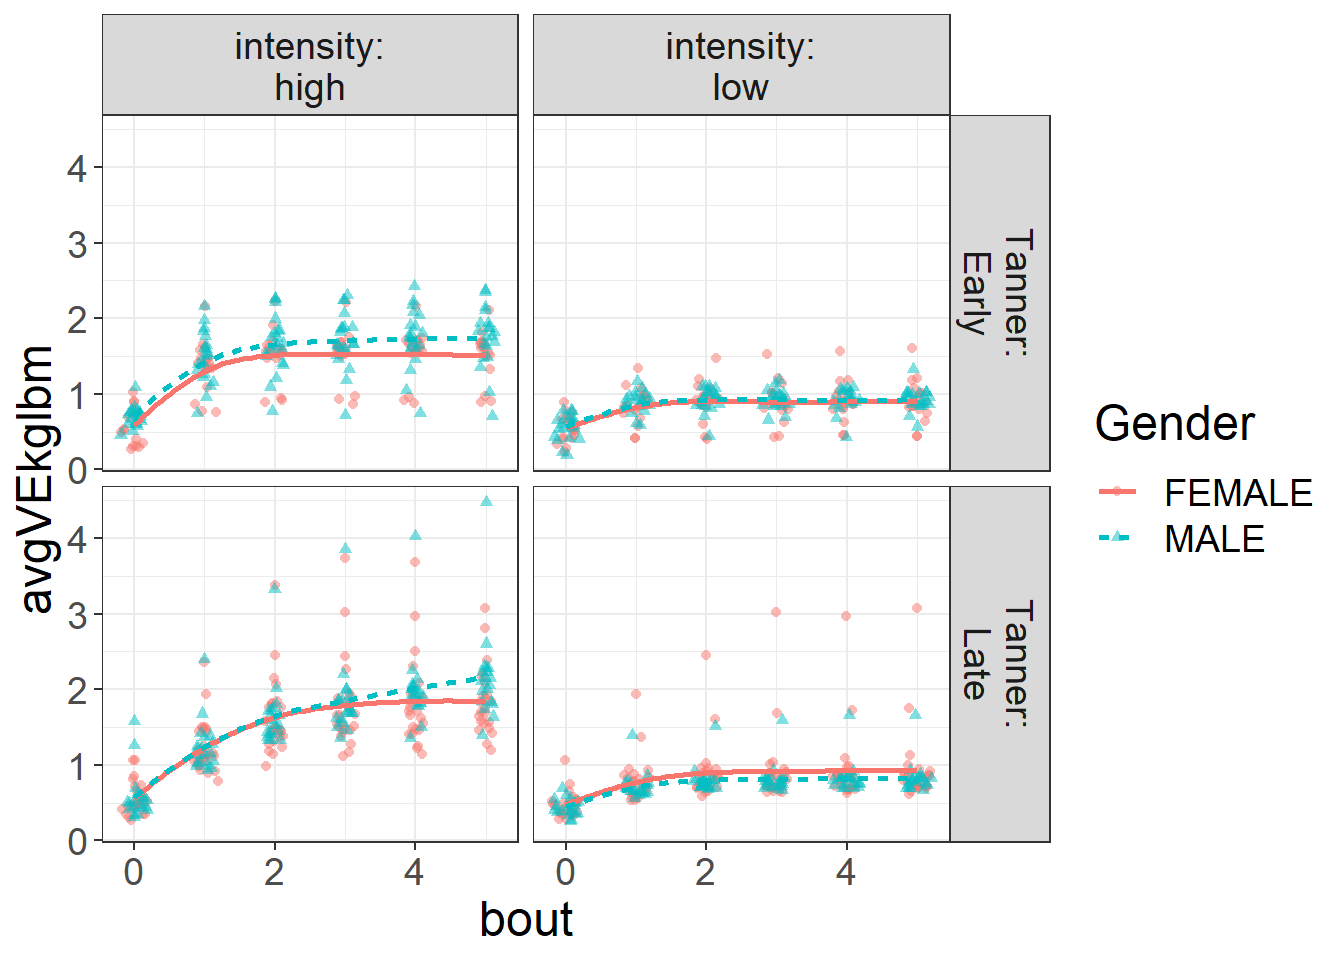 intensity:
high
intensity:
low
4
3
2
1
0
Tanner:
Early
4
3
2
1
0
Tanner:
Late
avgVEkglbm
0
2
4
0
2
4
bout
Gender
FEMALE
MALE